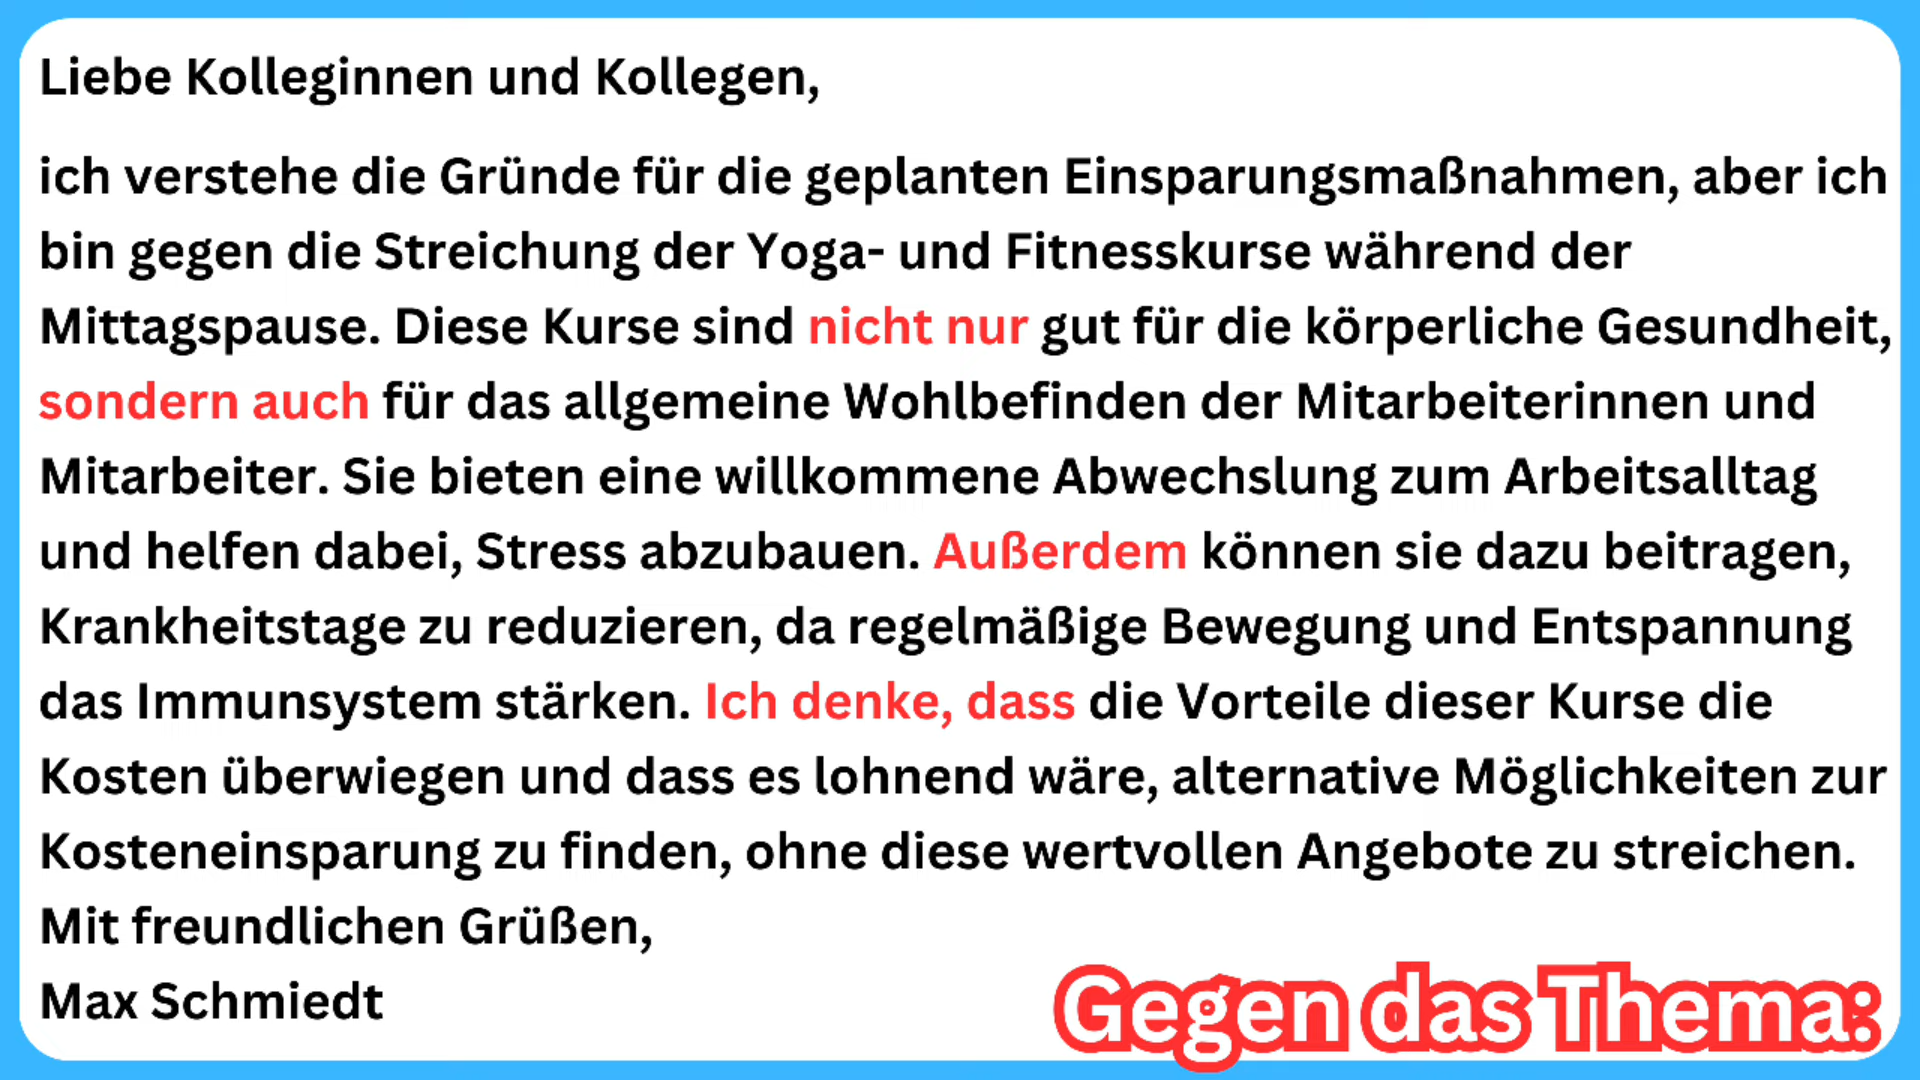 Liebe Kolleginnen und Kollegen,
ich verstehe die Gründe für die geplanten Einsparungsmaßnahmen, aber ich
bin gegen die Streichung der Yoga- und Fitnesskurse während der
Mittagspause. Diese Kurse sind nicht nur gut für die körperliche Gesundheit,
sondern auch für das allgemeine Wohlbefinden der Mitarbeiterinnen und
Mitarbeiter. Sie bieten eine willkommene Abwechslung zum Arbeitsalltag
und helfen dabei, Stress abzubauen. Außerdem können sie dazu beitragen,
Krankheitstage zu reduzieren, da regelmäßige Bewegung und Entspannung
das Immunsystem stärken. Ich denke, dass die Vorteile dieser Kurse die
Kosten überwiegen und dass es lohnend wäre, alternative Möglichkeiten zur
Kosteneinsparung zu finden, ohne diese wertvollen Angebote zu streichen.
Mit freundlichen Grüßen,
Max Schmiedt
Gegen das Thema: